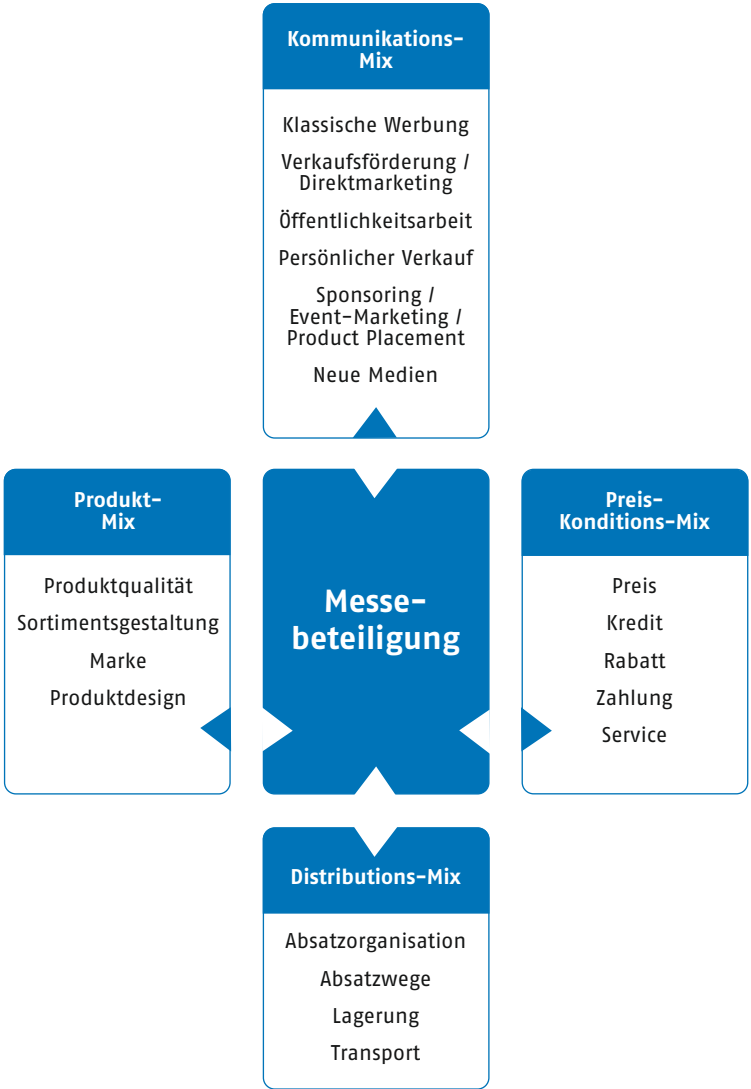 Kommunikations-
Mix
Klassische Werbung
Verkaufsförderung /
Direktmarketing
Öffentlichkeitsarbeit
Persönlicher Verkauf
Sponsoring /
Event-Marketing /
Product Placement
Neue Medien
Produkt-
Mix
Produktqualität
Sortimentsgestaltung
Marke
Produktdesign
Messe-
beteiligung
Preis-
Konditions-Mix
Preis
Kredit
Rabatt
Zahlung
Service
Distributions-Mix
Absatzorganisation
Absatzwege
Lagerung
Transport